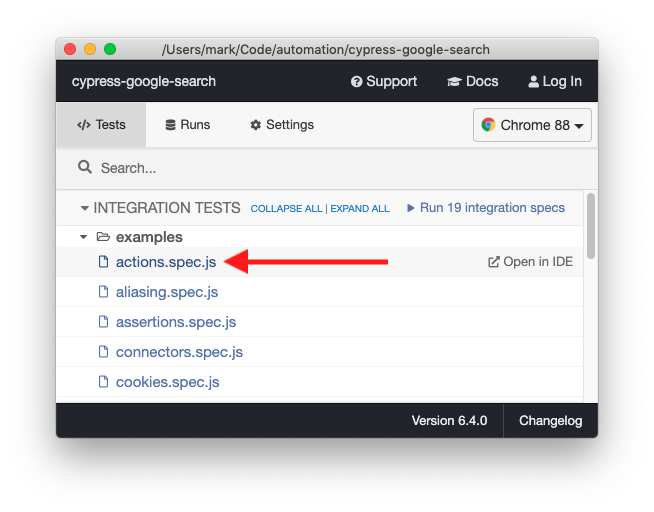 /Users/mark/Code/automation/cypress-google-search
cypress-google-search Support Docs Log In
Tests Runs Settings Chrome 88
Search...
INTEGRATION TESTS COLLAPSE ALL | EXPAND ALL Run 19 integration specs
examples
actions.spec.js Open in IDE
aliasing.spec.js
assertions.spec.js
connectors.spec.js
cookies.spec.js
Version 6.4.0 Changelog